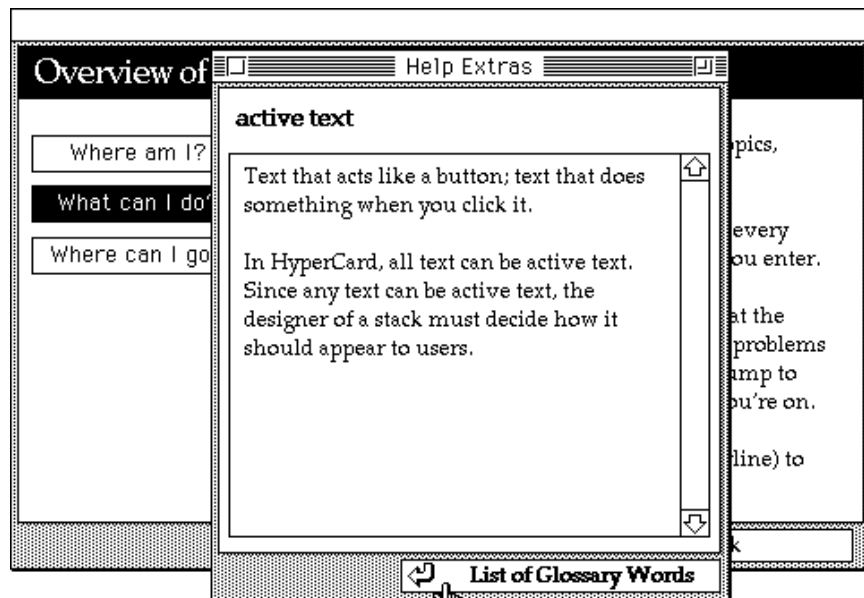 Overview of
Help Extras
Where am I?
What can I do?
Where can I go
active text
Text that acts like a button; text that does
something when you click it.
In HyperCard, all text can be active text.
Since any text can be active text, the
designer of a stack must decide how it
should appear to users.
List of Glossary Words
every
ou enter.
at the
problems
to
you're on.
line) to